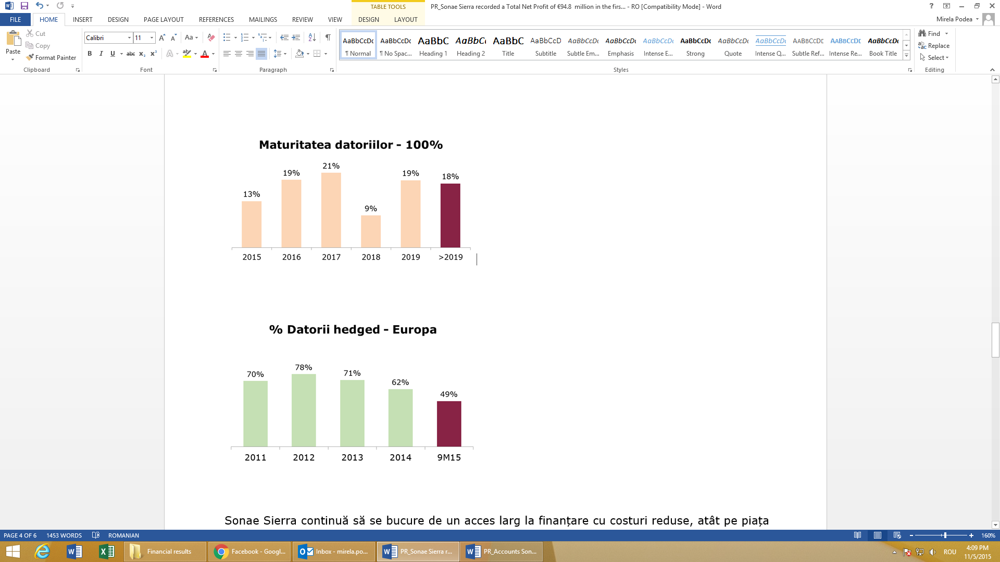 TABLE TOOLS
PR_Sonae Sierra recorded a Total Net Profit of €94.8 million in the firs... - RO [Compatibility Mode] - Word
FILE HOME INSERT DESIGN PAGE LAYOUT REFERENCES MAILINGS REVIEW VIEW DESIGN LAYOUT
Mirela Podea
Paste
Cut
Copy
Format Painter
Clipboard
Calibri 11
Aa
B I U abc x₂ x²
Font
Paragraph
AaBbCcDc AaBbCcDc AaBbC AaBbC AaBbC AaBbCcD AaBbCcDc AaBbCcDc AaBbCcDc AaBbCcDc AaBbCcDc AaBbCcDc AABBCCDE AABBCCDE AaBbCcDc
¶ Normal ¶ No Spac... Heading 1 Heading 2 Title Subtitle Subtle Em... Emphasis Intense E... Strong Quote Intense Q... Subtle Ref... Intense Re... Book Title
Styles
Find
Replace
Select
Editing
Maturitatea datoriilor - 100%
13% 19% 21% 9% 19% 18%
2015 2016 2017 2018 2019 >2019
% Datorii hedged - Europa
70% 78% 71% 62% 49%
2011 2012 2013 2014 9M15
Sonae Sierra continuă să se bucure de un acces larg la finanțare cu costuri reduse, atât pe piața
PAGE 4 OF 6 1453 WORDS ROMANIAN 160%
Financial results
Facebook - Googl...
Inbox - mirela.po...
PR_Sonae Sierra r...
PR_Accounts Son...
ROU
4:09 PM
11/5/2015